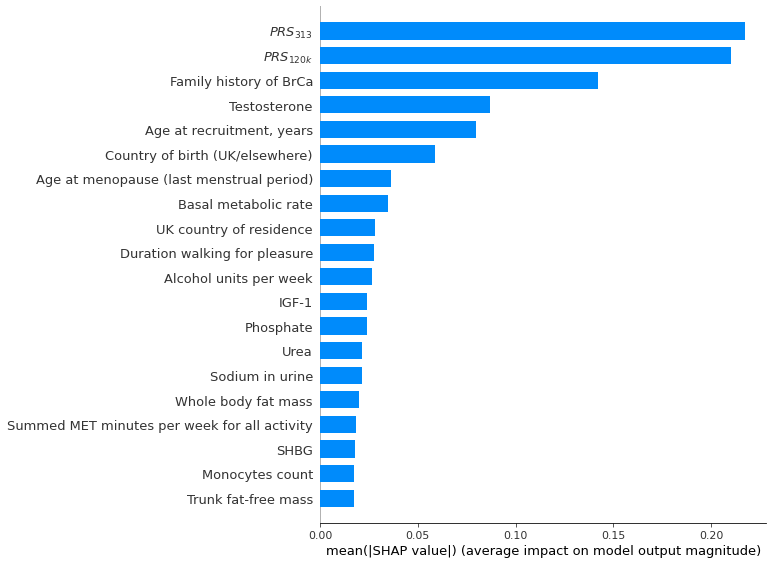 PRS313
PRS120k
Family history of BrCa
Testosterone
Age at recruitment, years
Country of birth (UK/elsewhere)
Age at menopause (last menstrual period)
Basal metabolic rate
UK country of residence
Duration walking for pleasure
Alcohol units per week
IGF-1
Phosphate
Urea
Sodium in urine
Whole body fat mass
Summed MET minutes per week for all activity
SHBG
Monocytes count
Trunk fat-free mass
0.00 0.05 0.10 0.15 0.20
mean(|SHAP value|) (average impact on model output magnitude)